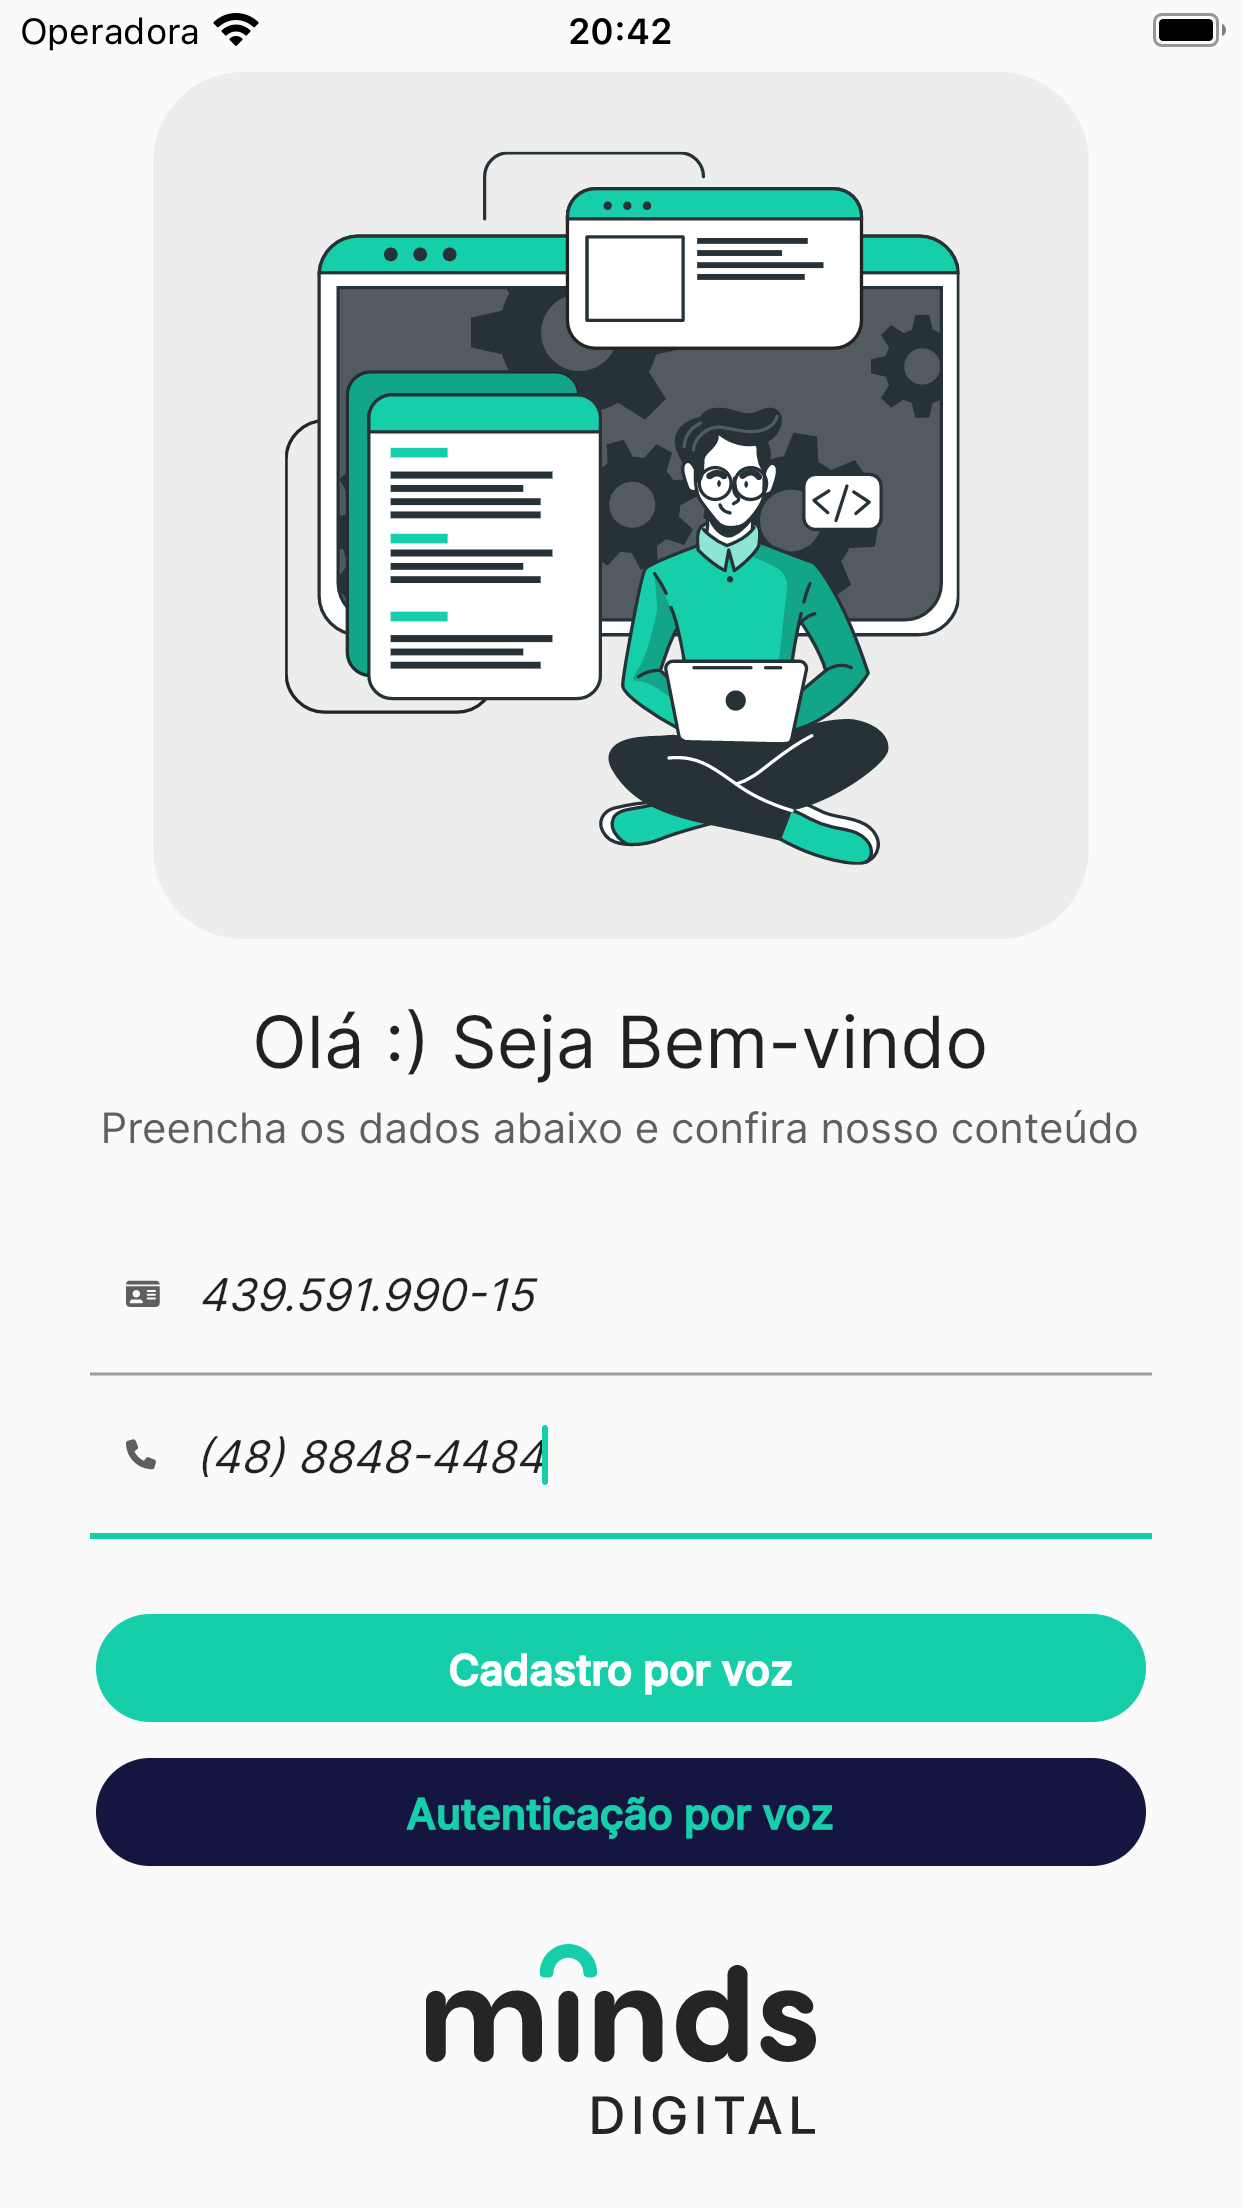 Operadora
20:42
</>
Olá :) Seja Bem-vindo
Preencha os dados abaixo e confira nosso conteúdo
439.591.990-15
(48) 8848-4484
Cadastro por voz
Autenticação por voz
minds
DIGITAL